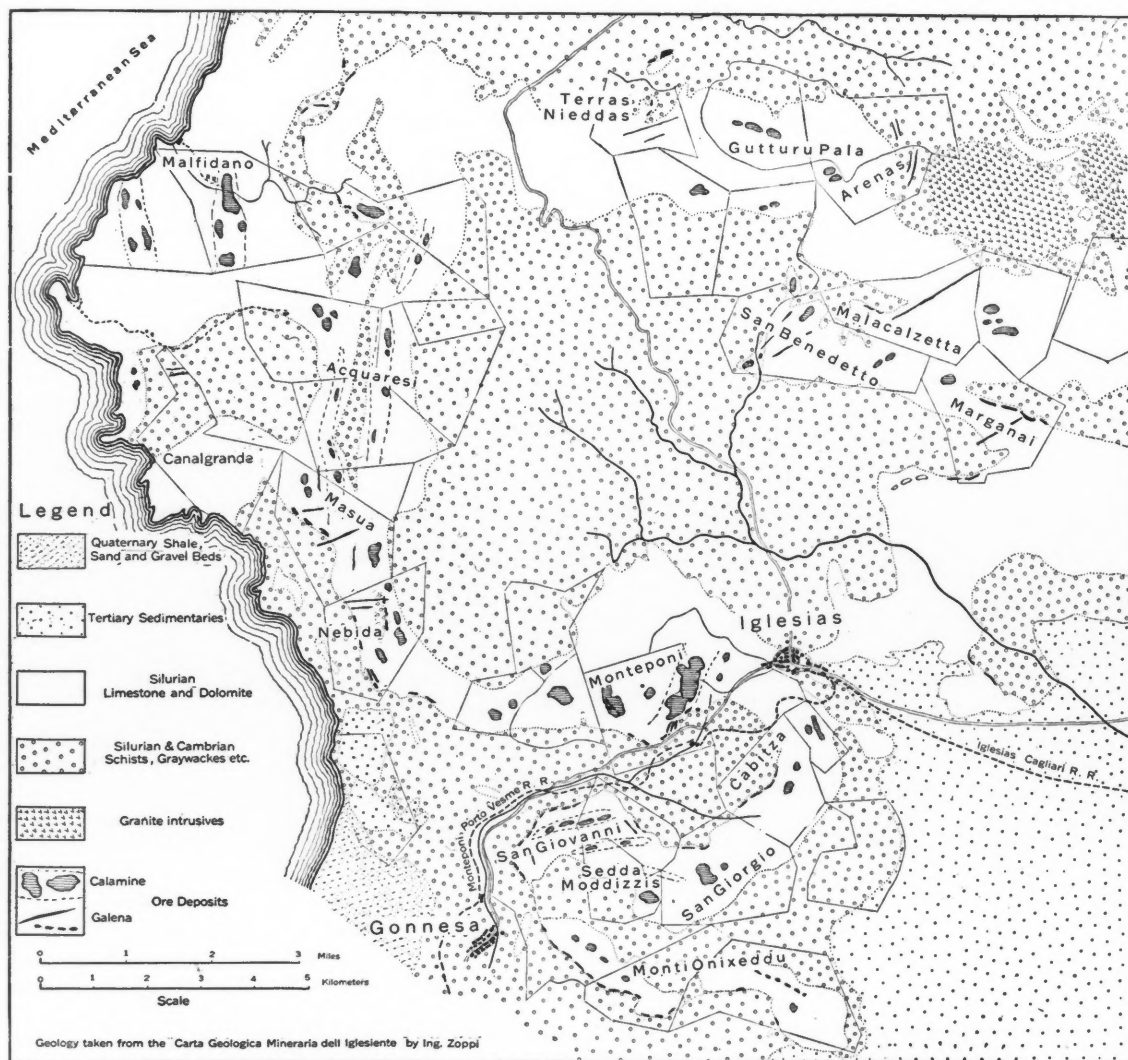 Mediterranean Sea
Malfidano
Terras
Nieddas
Gutturu Pala
Arenas
San Benedetto
Malacalzetta
Marganai
Acquaresi
Canalgrande
Masua
Nebida
Iglesias
Monteponi
Cabitza
Iglesias Cagliari R. R.
Monteponi Porto Vesme R. R.
San Giovanni
Sedda
Moddizzis
San Giorgio
Gonnesa
Monti Onixeddu
Legend
Quaternary Shale,
Sand and Gravel Beds
Tertiary Sedimentaries
Silurian
Limestone and Dolomite
Silurian & Cambrian
Schists, Graywackes etc.
Granite intrusives
Calamine
Ore Deposits
Galena
0 1 2 3 Miles
0 1 2 3 4 5 Kilometers
Scale
Geology taken from the "Carta Geologica Mineraria dell Iglesiente" by Ing. Zoppi